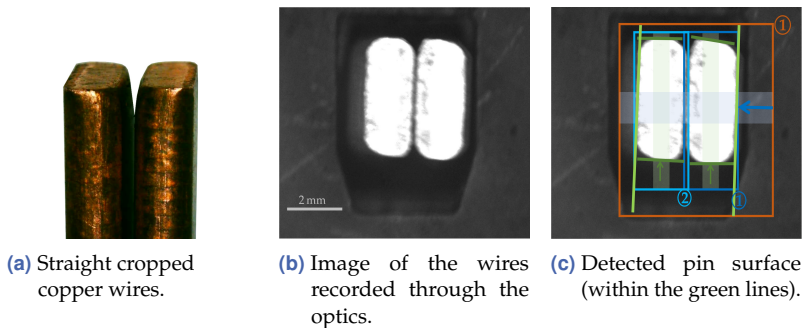 2 mm
①
②
①
(a) Straight cropped
copper wires.
(b) Image of the wires
recorded through the
optics.
(c) Detected pin surface
(within the green lines).